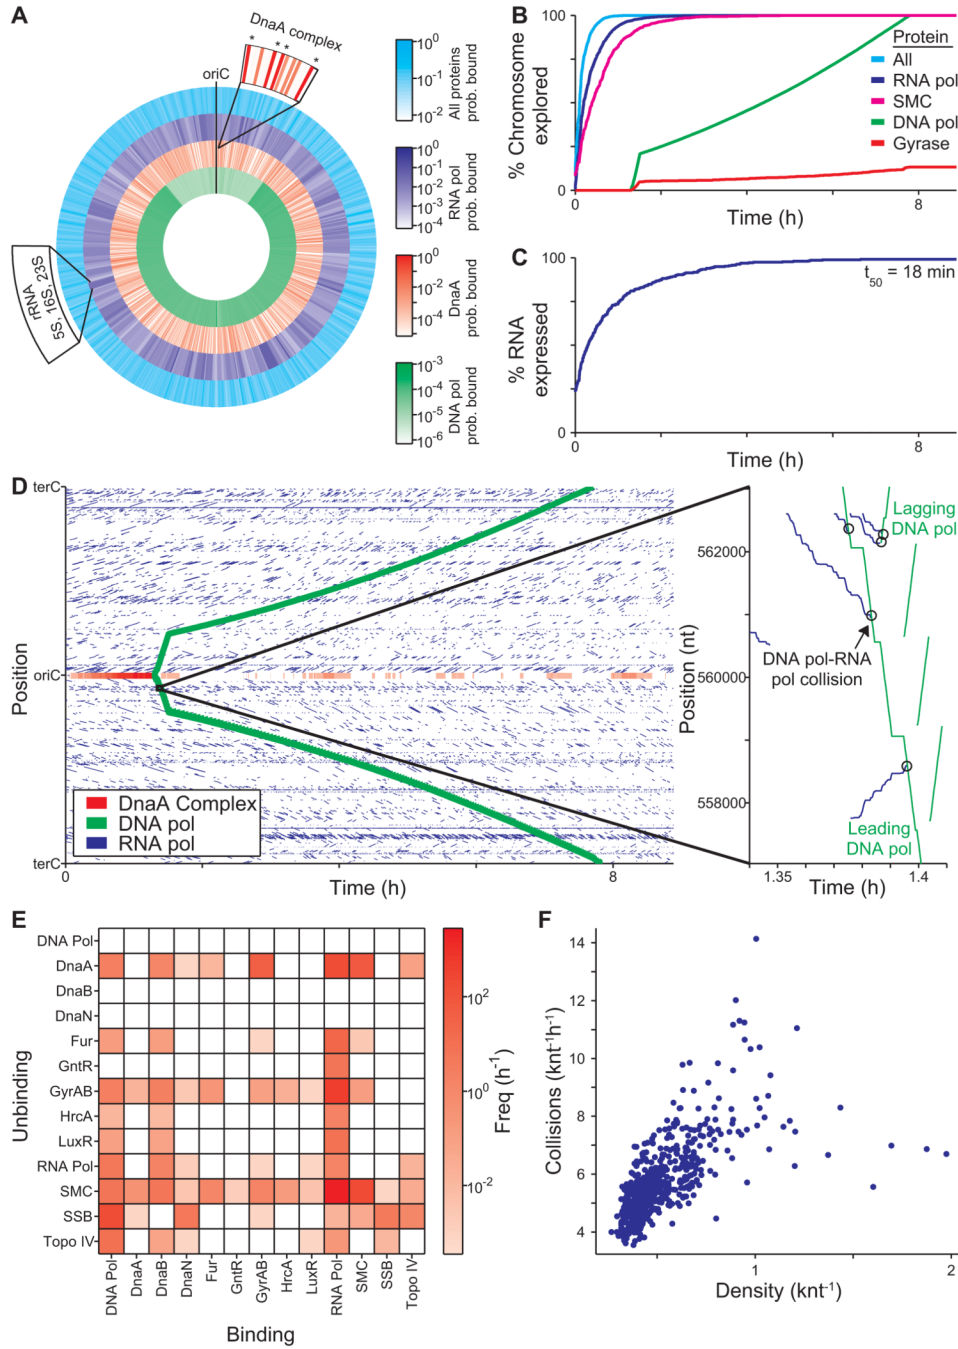 A
DnaA complex
* * * *
oriC
rRNA
5S, 16S, 23S
10^0
10^-1
10^-2
All proteins
prob. bound
10^0
10^-1
10^-2
10^-3
10^-4
RNA pol
prob. bound
10^0
10^-2
10^-4
DnaA
prob. bound
10^-3
10^-4
10^-5
10^-6
DNA pol
prob. bound
B
% Chromosome
explored
100
0
0
8
Time (h)
Protein
All
RNA pol
SMC
DNA pol
Gyrase
C
% RNA
expressed
100
0
0
8
t50 = 18 min
Time (h)
D
Position
terC
oriC
terC
DnaA Complex
DNA pol
RNA pol
0
8
Time (h)
Position (nt)
562000
560000
558000
Lagging
DNA pol
DNA pol-RNA
pol collision
Leading
DNA pol
1.35
1.4
Time (h)
E
Unbinding
DNA Pol
DnaA
DnaB
DnaN
Fur
GntR
GyrAB
HrcA
LuxR
RNA Pol
SMC
SSB
Topo IV
DNA Pol
DnaA
DnaB
DnaN
Fur
GntR
GyrAB
HrcA
LuxR
RNA Pol
SMC
SSB
Topo IV
Binding
10^2
10^0
10^-2
Freq (h^-1)
F
Collisions (knt^-1h^-1)
14
12
10
8
6
4
1
2
Density (knt^-1)